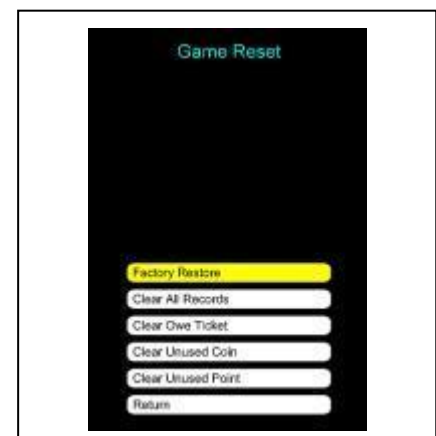 Game Reset
Factory Restore
Clear All Records
Clear Owe Ticket
Clear Unused Coin
Clear Unused Point
Return